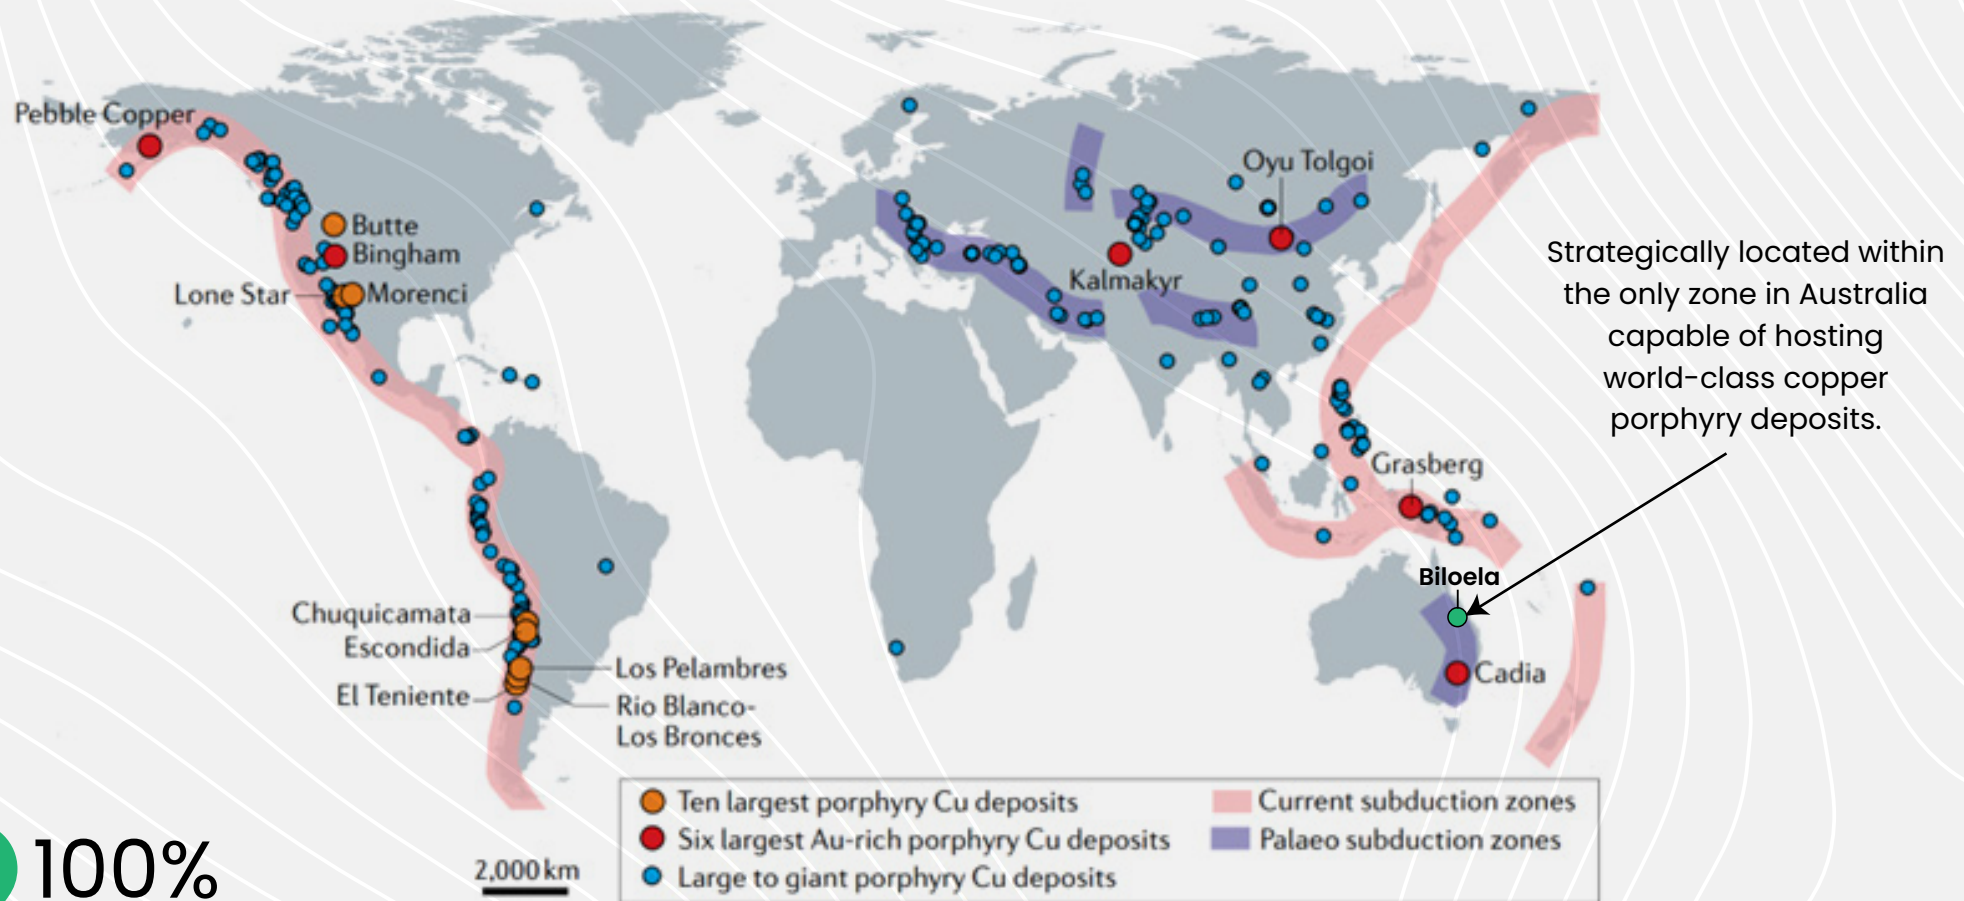 Pebble Copper
Butte
Bingham
Lone Star
Morenci
Chuquicamata
Escondida
El Teniente
Los Pelambres
Rio Blanco-
Los Bronces
Oyu Tolgoi
Kalmakyr
Grasberg
Biloela
Cadia
Strategically located within
the only zone in Australia
capable of hosting
world-class copper
porphyry deposits.
100%
2,000 km
Ten largest porphyry Cu deposits
Six largest Au-rich porphyry Cu deposits
Large to giant porphyry Cu deposits
Current subduction zones
Palaeo subduction zones